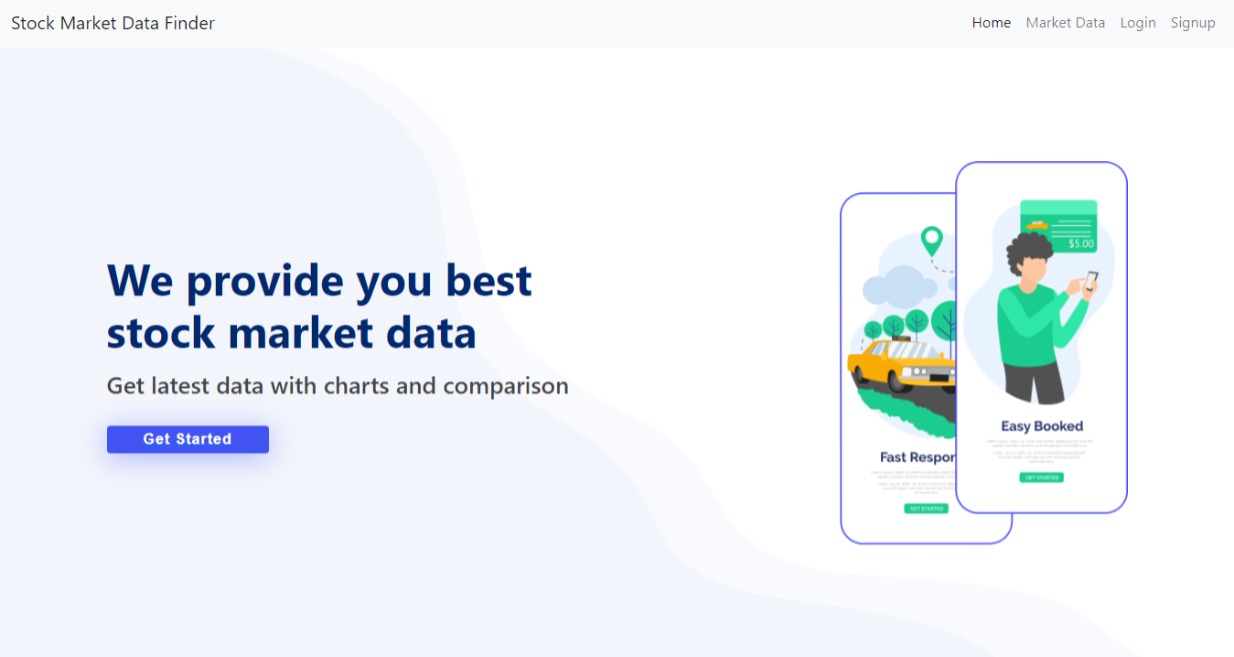 Stock Market Data Finder
Home Market Data Login Signup
We provide you best
stock market data
Get latest data with charts and comparison
Get Started
$5.00
Easy Booked
GET STARTED
Fast Respon
GET STARTED